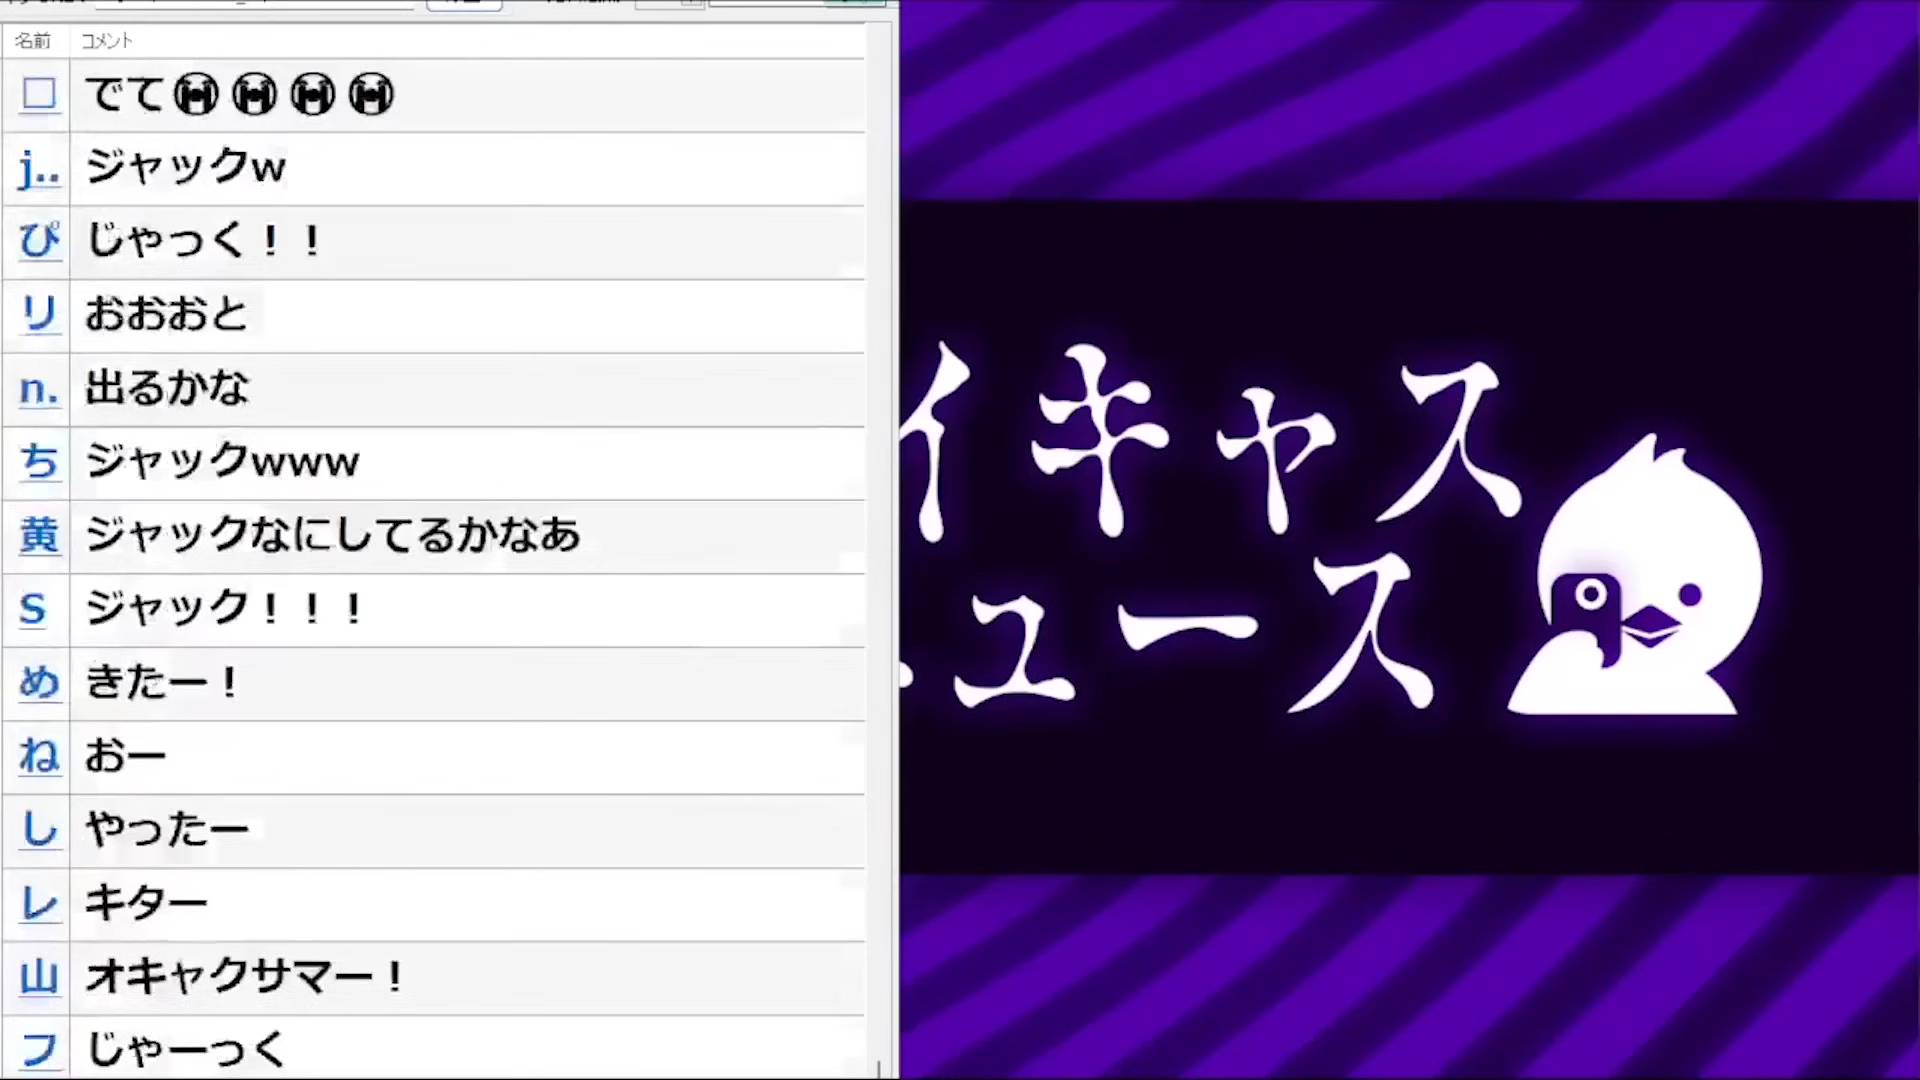 名前 コメント
でて😭😭😭😭
j.. ジャックw
ぴ じゃっく！！
リ おおおと
n. 出るかな
ち ジャックwww
黄 ジャックなにしてるかなあ
S ジャック！！！
め きたー！
ね おー
し やったー
レ キター
山 オキャクサマー！
フ じゃーっく
イキャス
ュース